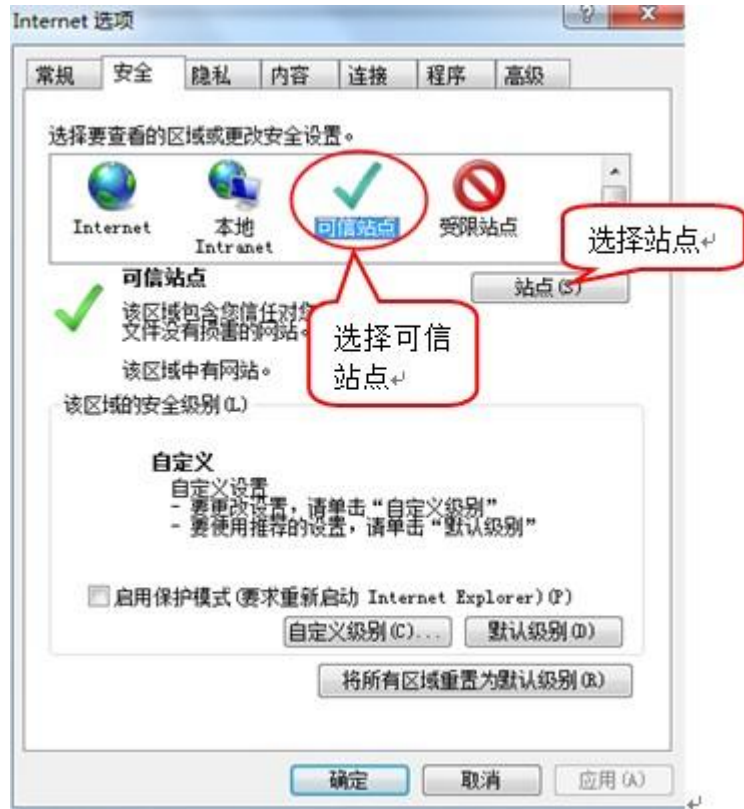 Internet 选项
常规 安全 隐私 内容 连接 程序 高级
选择要查看的区域或更改安全设置。
Internet
本地
Intranet
可信站点
受限站点
选择站点
可信站点
站点(S)
该区域包含您信任对您
文件没有损害的网站。
选择可信
站点
该区域中有网站。
该区域的安全级别(L)
自定义
自定义设置
- 要更改设置，请单击“自定义级别”
- 要使用推荐的设置，请单击“默认级别”
启用保护模式(要求重新启动 Internet Explorer)(P)
自定义级别(C)... 默认级别(D)
将所有区域重置为默认级别(R)
确定 取消 应用(A)